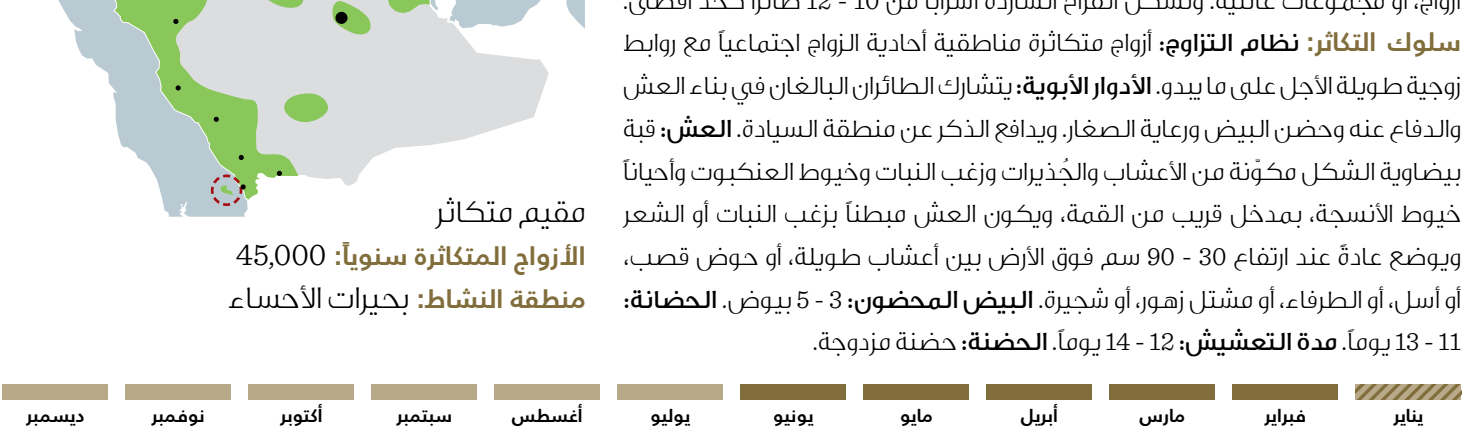 أزواج، أو مجموعات عائلية. وتشكل الفراخ الشاردة أسراباً من 10 - 12 طائراً كحد أقصى.
سلوك التكاثر: نظام التزاوج: أزواج متكاثرة مناطقية أحادية الزواج اجتماعياً مع روابط
زوجية طويلة الأجل على ما يبدو. الأدوار الأبوية: يتشارك الطائران البالغان في بناء العش
والدفاع عنه وحضن البيض ورعاية الصغار. ويدافع الذكر عن منطقة السيادة. العش: قبة
بيضاوية الشكل مكوّنة من الأعشاب والجُذيرات وزغب النبات وخيوط العنكبوت وأحياناً
خيوط الأنسجة، بمدخل قريب من القمة، ويكون العش مبطناً بزغب النبات أو الشعر
ويوضع عادةً عند ارتفاع 30 - 90 سم فوق الأرض بين أعشاب طويلة، أو حوض قصب،
أو أسل، أو الطرفاء، أو مشتل زهور، أو شجيرة. البيض المحضون: 3 - 5 بيوض. الحضانة:
11 - 13 يوماً. مدة التعشيش: 12 - 14 يوماً. الحضنة: حضنة مزدوجة.
مقيم متكاثر
الأزواج المتكاثرة سنوياً: 45,000
منطقة النشاط: بحيرات الأحساء
يناير فبراير مارس أبريل مايو يونيو يوليو أغسطس سبتمبر أكتوبر نوفمبر ديسمبر